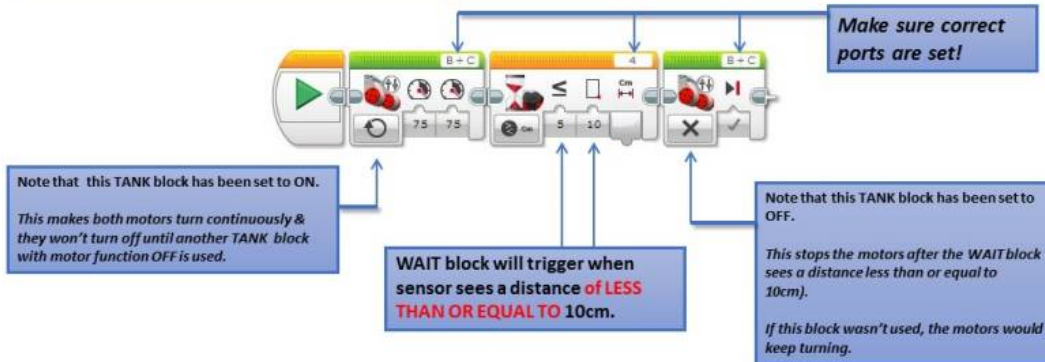 Make sure correct
ports are set!
B + C
4
B + C
≤
Cm
75 75
Cm
5 10
Note that this TANK block has been set to ON.
This makes both motors turn continuously &
they won't turn off until another TANK block
with motor function OFF is used.
WAIT block will trigger when
sensor sees a distance of LESS
THAN OR EQUAL TO 10cm.
Note that this TANK block has been set to
OFF.
This stops the motors after the WAIT block
sees a distance less than or equal to
10cm).
If this block wasn't used, the motors would
keep turning.